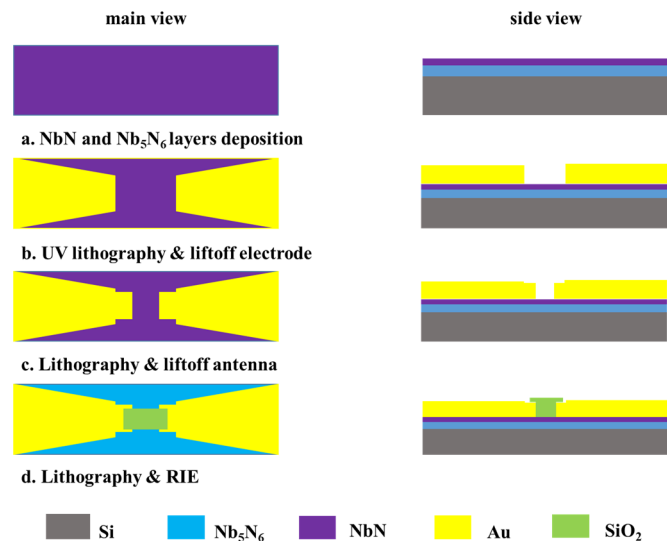 main view
side view
a. NbN and Nb₅N₆ layers deposition
b. UV lithography & liftoff electrode
c. Lithography & liftoff antenna
d. Lithography & RIE
Si
Nb₅N₆
NbN
Au
SiO₂